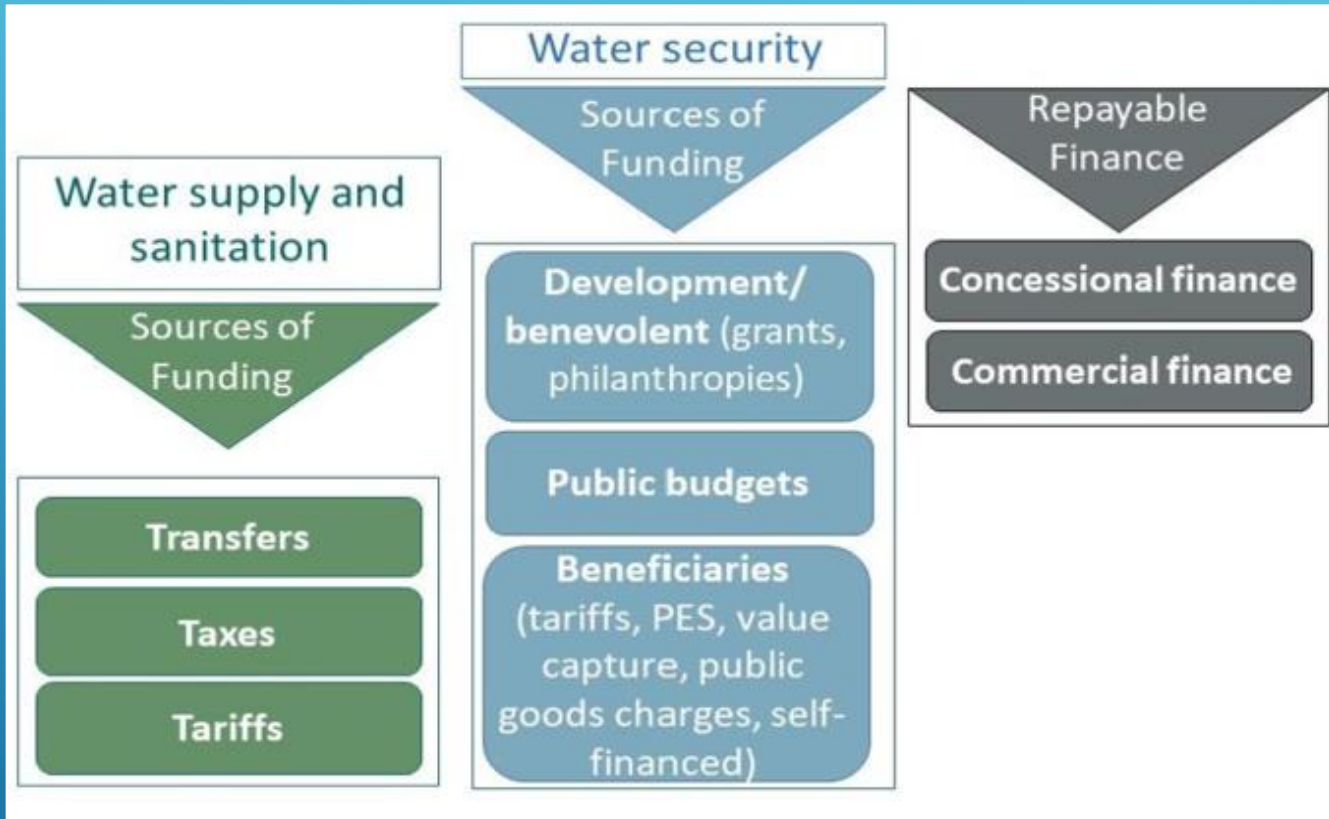 Water supply and
sanitation
Sources of
Funding
Transfers
Taxes
Tariffs
Water security
Sources of
Funding
Development/
benevolent (grants,
philanthropies)
Public budgets
Beneficiaries
(tariffs, PES, value
capture, public
goods charges, self-
financed)
Repayable
Finance
Concessional finance
Commercial finance